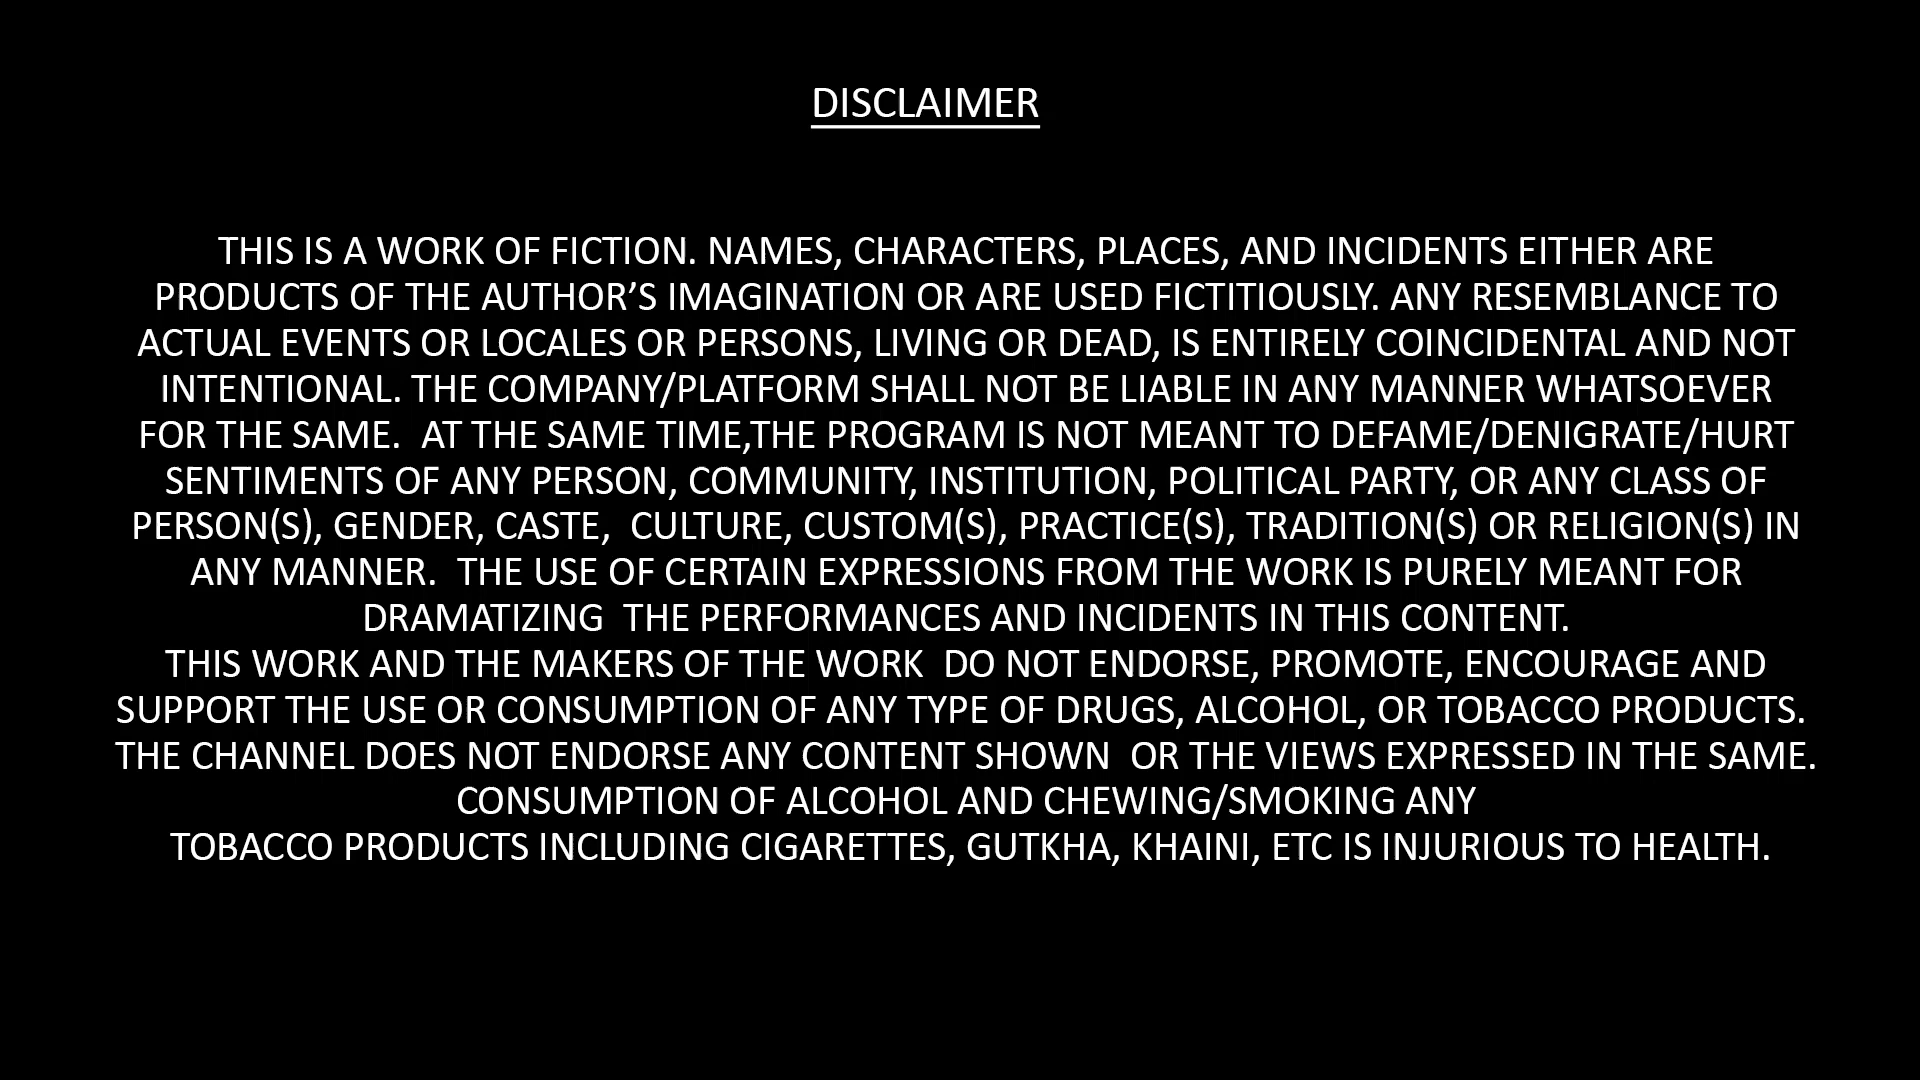 DISCLAIMER
THIS IS A WORK OF FICTION. NAMES, CHARACTERS, PLACES, AND INCIDENTS EITHER ARE
PRODUCTS OF THE AUTHOR’S IMAGINATION OR ARE USED FICTITIOUSLY. ANY RESEMBLANCE TO
ACTUAL EVENTS OR LOCALES OR PERSONS, LIVING OR DEAD, IS ENTIRELY COINCIDENTAL AND NOT
INTENTIONAL. THE COMPANY/PLATFORM SHALL NOT BE LIABLE IN ANY MANNER WHATSOEVER
FOR THE SAME.  AT THE SAME TIME,THE PROGRAM IS NOT MEANT TO DEFAME/DENIGRATE/HURT
SENTIMENTS OF ANY PERSON, COMMUNITY, INSTITUTION, POLITICAL PARTY, OR ANY CLASS OF
PERSON(S), GENDER, CASTE,  CULTURE, CUSTOM(S), PRACTICE(S), TRADITION(S) OR RELIGION(S) IN
ANY MANNER.  THE USE OF CERTAIN EXPRESSIONS FROM THE WORK IS PURELY MEANT FOR
DRAMATIZING  THE PERFORMANCES AND INCIDENTS IN THIS CONTENT.
THIS WORK AND THE MAKERS OF THE WORK  DO NOT ENDORSE, PROMOTE, ENCOURAGE AND
SUPPORT THE USE OR CONSUMPTION OF ANY TYPE OF DRUGS, ALCOHOL, OR TOBACCO PRODUCTS.
THE CHANNEL DOES NOT ENDORSE ANY CONTENT SHOWN  OR THE VIEWS EXPRESSED IN THE SAME.
CONSUMPTION OF ALCOHOL AND CHEWING/SMOKING ANY
TOBACCO PRODUCTS INCLUDING CIGARETTES, GUTKHA, KHAINI, ETC IS INJURIOUS TO HEALTH.